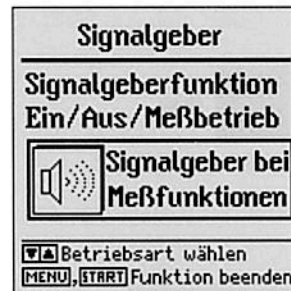 Signalgeber
Signalgeberfunktion
Ein/Aus/Meßbetrieb
Signalgeber bei
Meßfunktionen
▼▲ Betriebsart wählen
MENU, START Funktion beenden